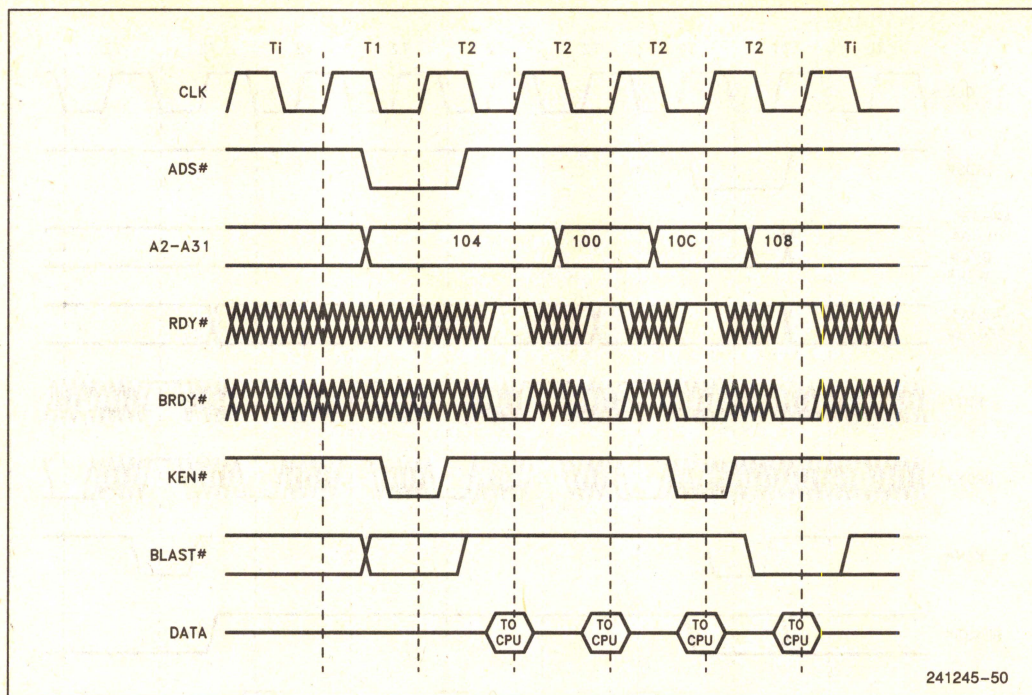 Ti T1 T2 T2 T2 T2 Ti
CLK
ADS#
A2-A31 104 100 10C 108
RDY#
BRDY#
KEN#
BLAST#
DATA TO CPU TO CPU TO CPU TO CPU
241245-50